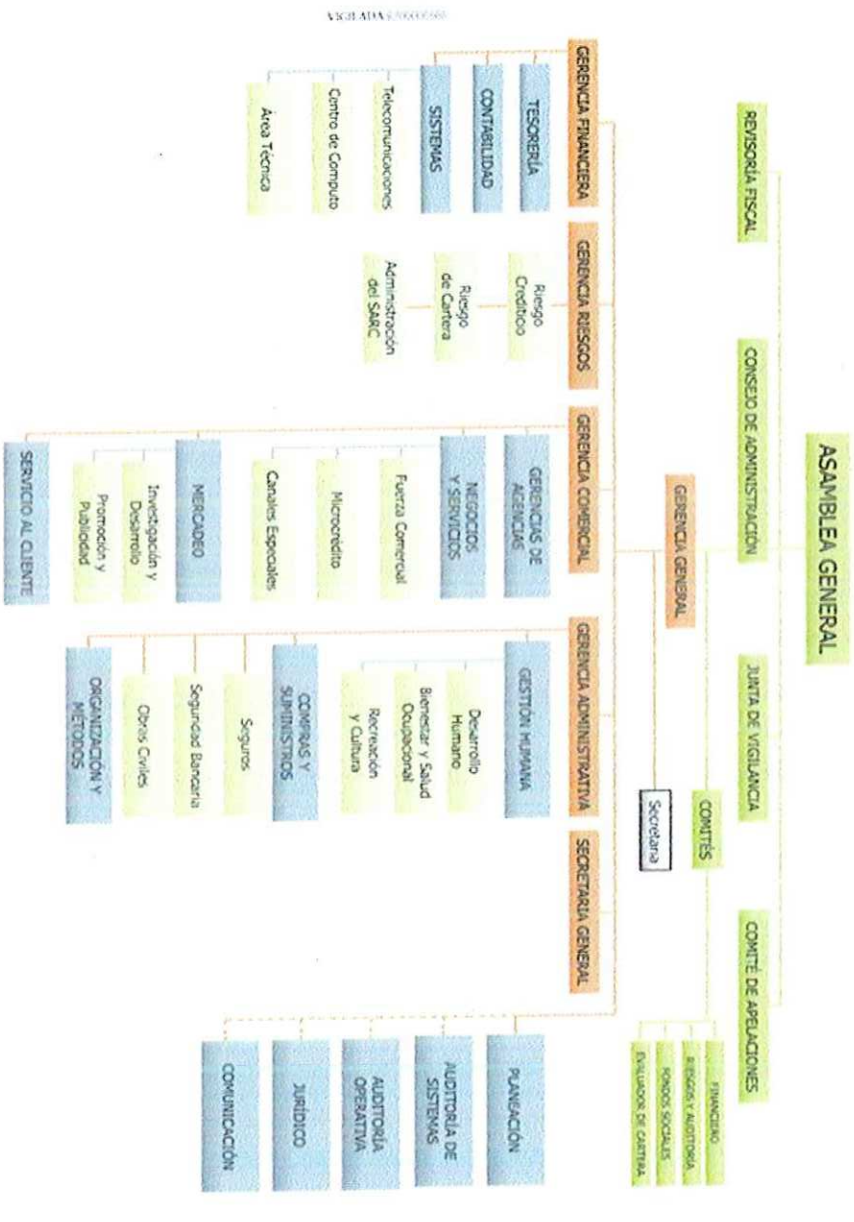 ASAMBLEA GENERAL
REVISORÍA FISCAL
CONSEJO DE ADMINISTRACIÓN
JUNTA DE VIGILANCIA
COMITÉ DE APELACIONES
GERENCIA GENERAL
COMITÉS
Secretaria
FINANCIERO
RIESGOS Y AUDITORÍA
FONDOS SOCIALES
EVALUADOR DE CARTERA
GERENCIA FINANCIERA
TESORERÍA
CONTABILIDAD
SISTEMAS
Telecomunicaciones
Centro de Computo
Área Técnica
GERENCIA RIESGOS
Riesgo
Crediticio
Riesgo
de Cartera
Administración
del SARC
GERENCIA COMERCIAL
GERENCIAS DE
AGENCIAS
NEGOCIOS
Y SERVICIOS
Fuerza Comercial
Microcrédito
Canales Especiales
MERCADEO
Investigación y
Desarrollo
Promoción y
Publicidad
SERVICIO AL CLIENTE
GERENCIA ADMINISTRATIVA
GESTIÓN HUMANA
Desarrollo
Humano
Bienestar y Salud
Ocupacional
Recreación
y Cultura
COMPRAS Y
SUMINISTROS
Seguros
Seguridad Bancaria
Obras Civiles
ORGANIZACIÓN Y
MÉTODOS
SECRETARIA GENERAL
PLANEACIÓN
AUDITORÍA DE
SISTEMAS
AUDITORÍA
OPERATIVA
JURÍDICO
COMUNICACIÓN
VIGILADA